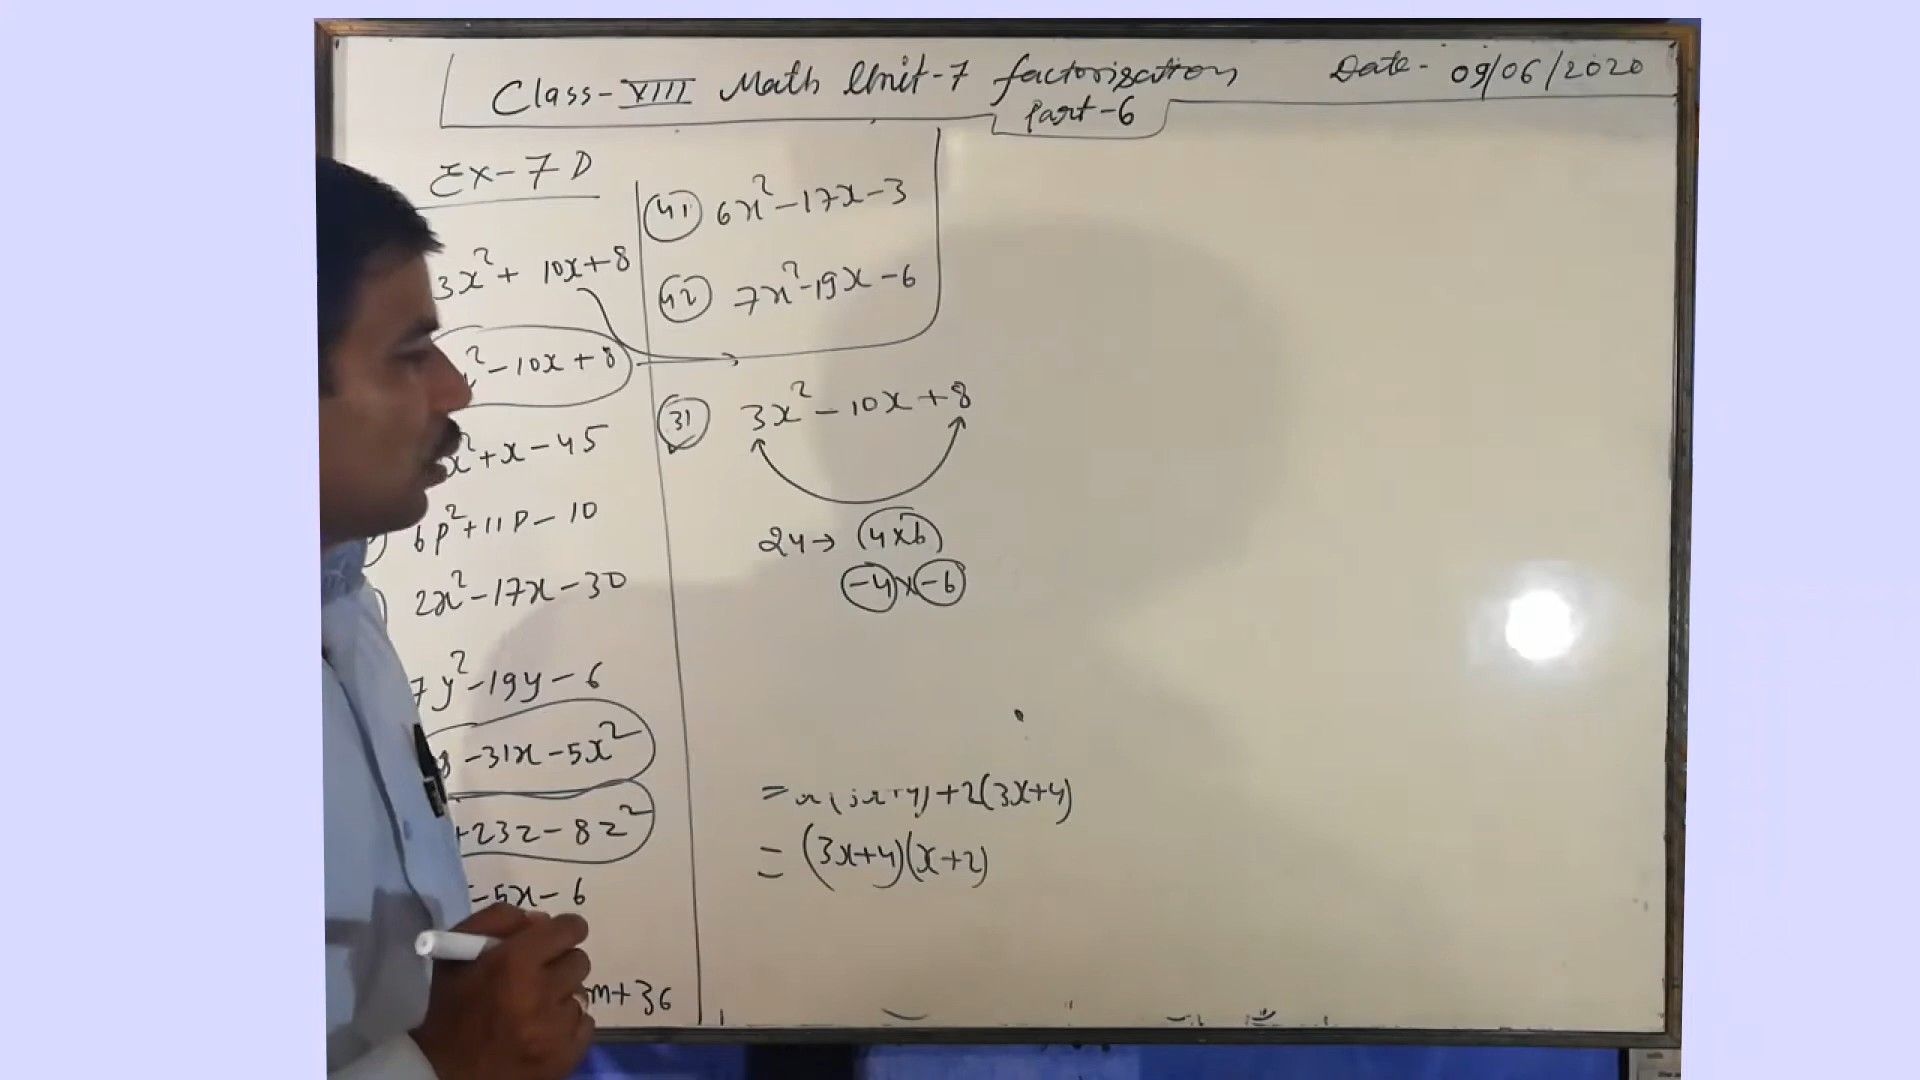 Class-VIII Math Unit-7 factorisation
Part-6
Date- 09/06/2020
Ex-7D
3x²+ 10x+8
²-10x+8
x²+x-45
6p²+11p-10
2x²-17x-30
7y²-19y-6
-31x-5x²
+23z-8z²
-5x-6
m+36
41 6x²-17x-3
42 7x²-19x-6
31 3x²-10x+8
24→ (4x6)
-4x-6
= +2(3x+4)
= (3x+4)(x+2)